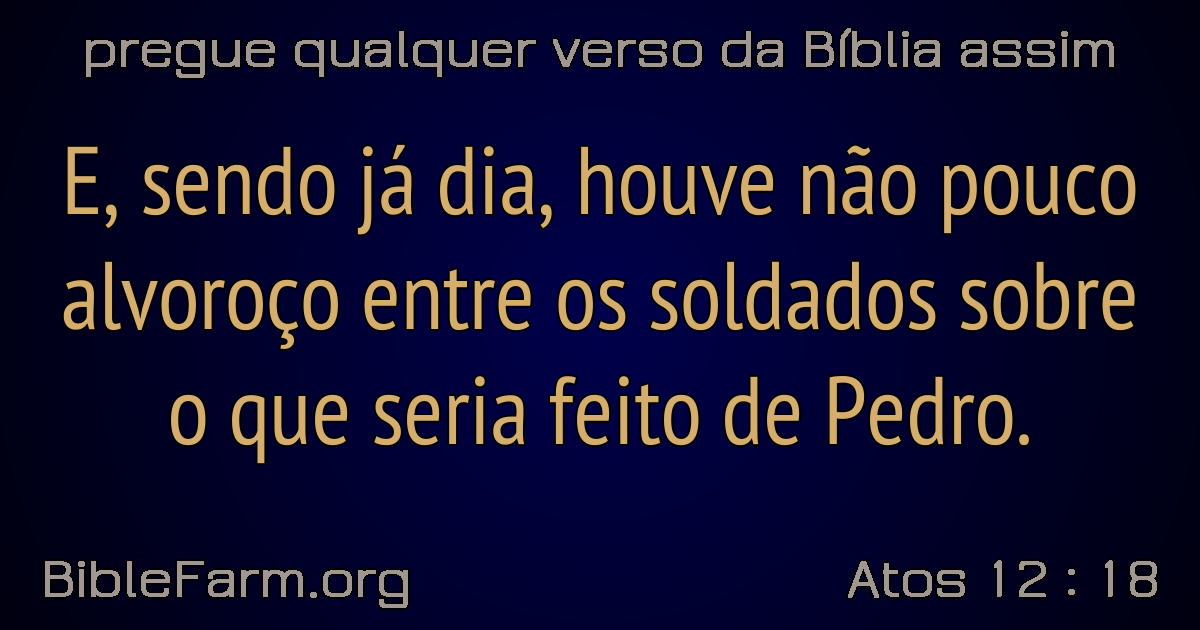 pregue qualquer verso da Bíblia assim
E, sendo já dia, houve não pouco
alvoroço entre os soldados sobre
o que seria feito de Pedro.
BibleFarm.org
Atos 12 : 18